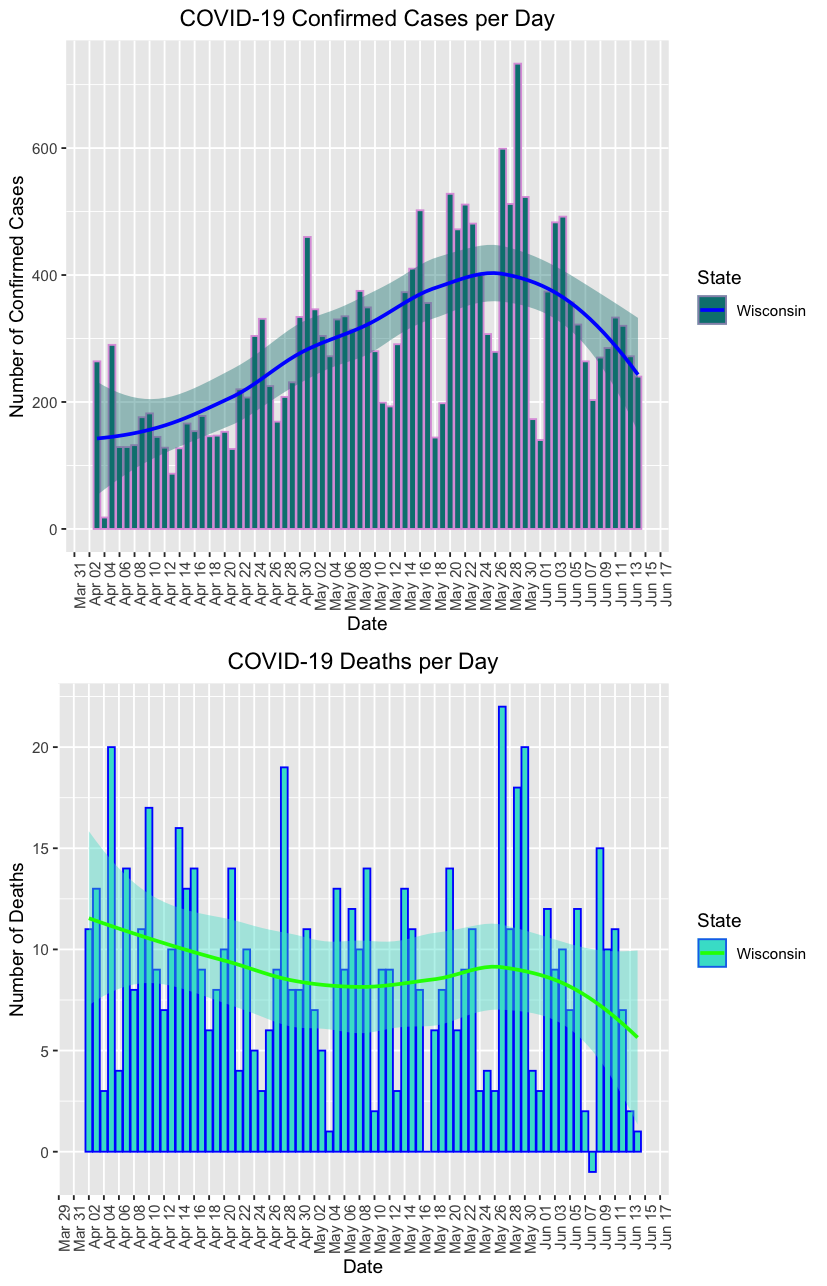 COVID-19 Confirmed Cases per Day
Number of Confirmed Cases
600
400
200
0
Mar 31
Apr 02
Apr 04
Apr 06
Apr 08
Apr 10
Apr 12
Apr 14
Apr 16
Apr 18
Apr 20
Apr 22
Apr 24
Apr 26
Apr 28
Apr 30
May 02
May 04
May 06
May 08
May 10
May 12
May 14
May 16
May 18
May 20
May 22
May 24
May 26
May 28
May 30
Jun 01
Jun 03
Jun 05
Jun 07
Jun 09
Jun 11
Jun 13
Jun 15
Jun 17
Date
State
Wisconsin
COVID-19 Deaths per Day
Number of Deaths
20
15
10
5
0
Mar 29
Mar 31
Apr 02
Apr 04
Apr 06
Apr 08
Apr 10
Apr 12
Apr 14
Apr 16
Apr 18
Apr 20
Apr 22
Apr 24
Apr 26
Apr 28
Apr 30
May 02
May 04
May 06
May 08
May 10
May 12
May 14
May 16
May 18
May 20
May 22
May 24
May 26
May 28
May 30
Jun 01
Jun 03
Jun 05
Jun 07
Jun 09
Jun 11
Jun 13
Jun 15
Jun 17
Date
State
Wisconsin